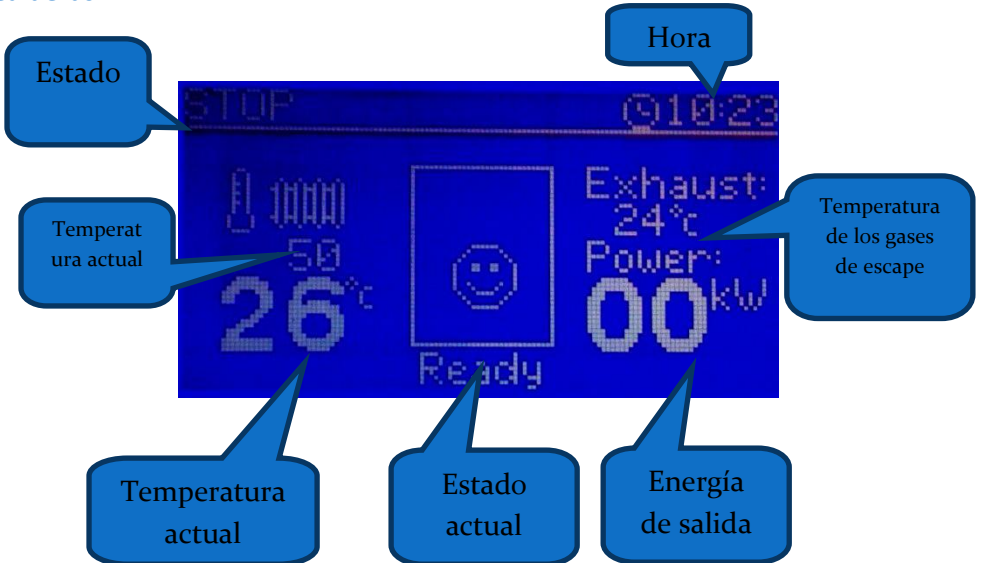 Hora
Estado
STOP
10:23
Exhaust:
24°c
Temperatura
de los gases
de escape
Temperat
ura actual
50
Power:
26°c
00kW
Ready
Temperatura
actual
Estado
actual
Energía
de salida